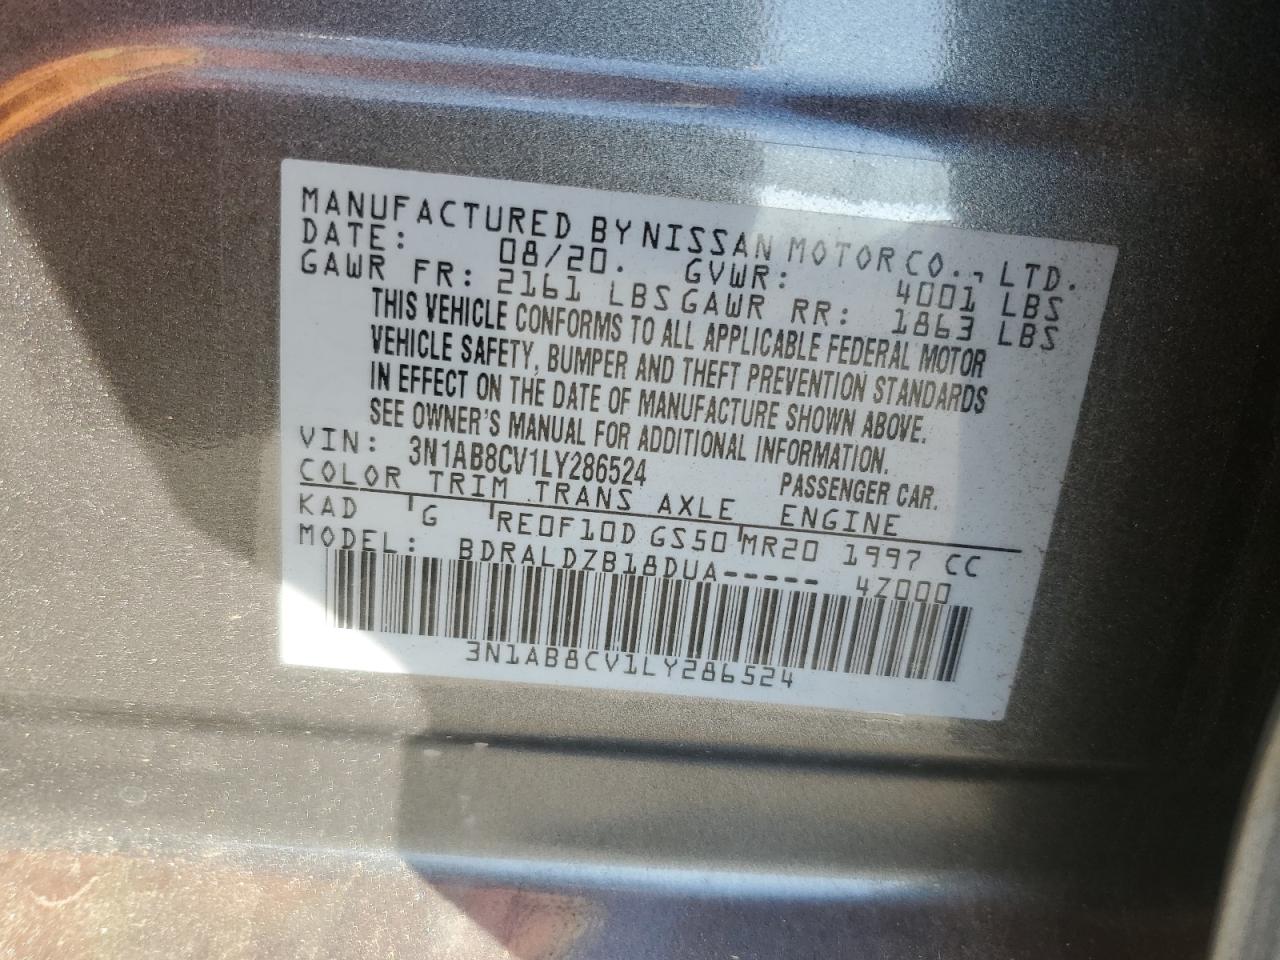 MANUFACTURED BY NISSAN MOTOR CO., LTD.
DATE: 08/20. GVWR: 4001 LBS
GAWR FR: 2161 LBS GAWR RR: 1863 LBS
THIS VEHICLE CONFORMS TO ALL APPLICABLE FEDERAL MOTOR
VEHICLE SAFETY, BUMPER AND THEFT PREVENTION STANDARDS
IN EFFECT ON THE DATE OF MANUFACTURE SHOWN ABOVE.
SEE OWNER'S MANUAL FOR ADDITIONAL INFORMATION.
VIN: 3N1AB8CV1LY286524 PASSENGER CAR.
COLOR TRIM TRANS AXLE ENGINE
KAD G RE0F10D GS50 MR20 1997 CC
MODEL: BDRALDZB18DUA----- 4Z000
3N1AB8CV1LY286524